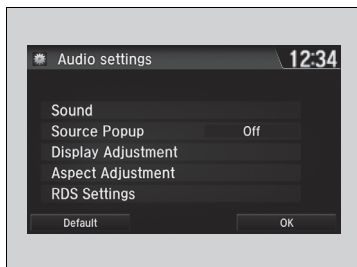 Audio settings 12:34
Sound
Source Popup Off
Display Adjustment
Aspect Adjustment
RDS Settings
Default OK